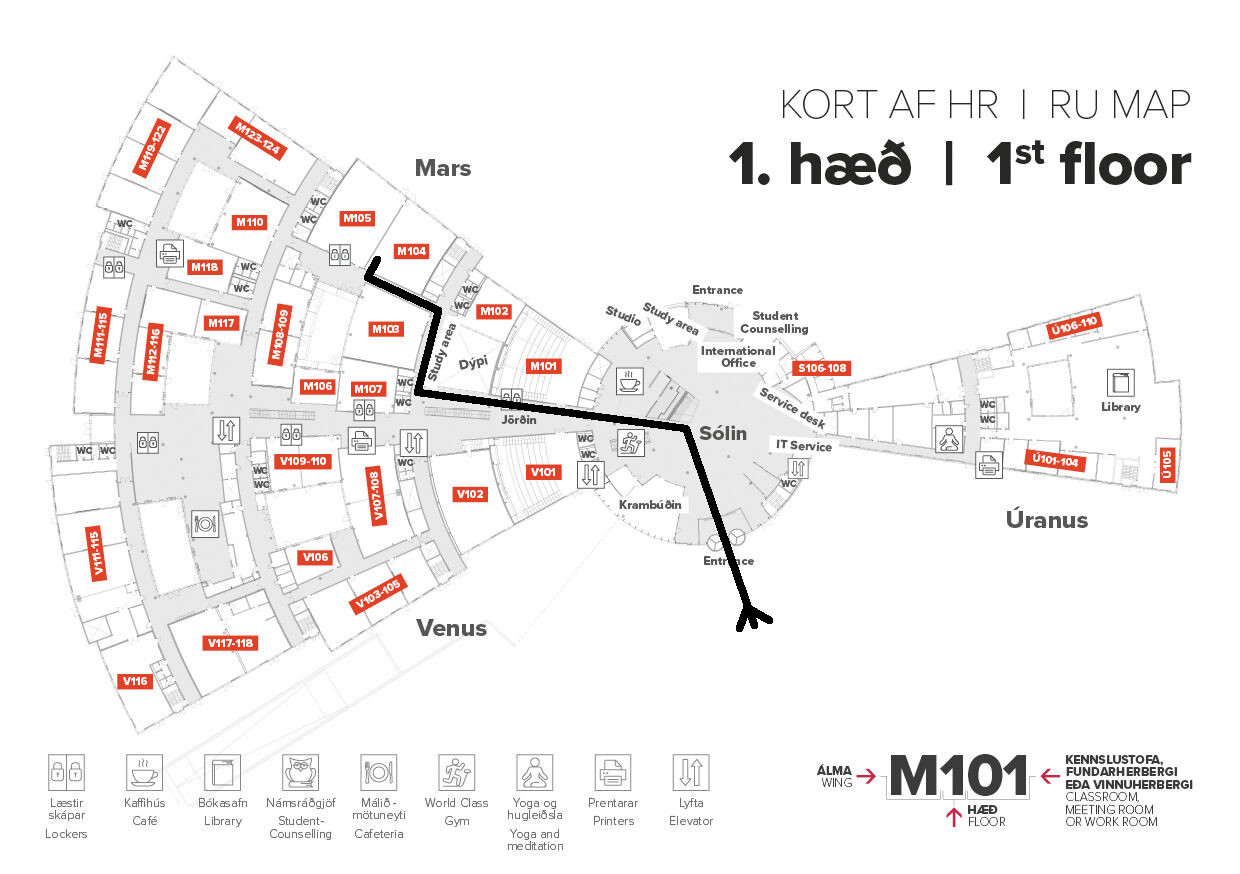 KORT AF HR | RU MAP
1. hæð | 1st floor
Mars
M119-122
M123-124
M110
M105
M104
WC
WC
WC
M118
WC
WC
M111-115
M112-116
M117
M108-109
M103
M106
M107
WC
WC
Study area
WC
WC
M102
Dýpi
M101
Jörðin
Studio
Study area
Entrance
Student
Counselling
International
Office
S106-108
Service desk
Sólin
IT Service
WC
WC
WC
Krambúðin
Entrance
Ú106-110
Library
WC
WC
Ú101-104
Ú105
Úranus
WC
WC
V109-110
WC
WC
WC
V107-108
V102
V101
V111-115
V106
V103-105
V117-118
V116
Venus
Læstir
skápar
Lockers
Kaffihús
Café
Bókasafn
Library
Námsráðgjöf
Student-
Counselling
Málið -
mötuneyti
Cafeteria
World Class
Gym
Yoga og
hugleiðsla
Yoga and
meditation
Prentarar
Printers
Lyfta
Elevator
ÁLMA
WING
M101
HÆÐ
FLOOR
KENNSLUSTOFA,
FUNDARHERBERGI
EÐA VINNUHERBERGI
CLASSROOM,
MEETING ROOM
OR WORK ROOM